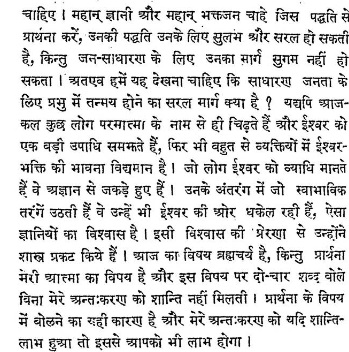 चाहिए । महान् ज्ञानी और महान् भक्तजन चाहे जिस पद्धति से
प्रार्थना करें, उनकी पद्धति उनके लिए सुलभ और सरल हो सकती
है, किन्तु जन-साधारण के लिए उनका मार्ग सुगम नहीं हो
सकता । अतएव हमें यह देखना चाहिए कि साधारण जनता के
लिए प्रभु में तन्मय होने का सरल मार्ग क्या है ? यद्यपि आज-
कल कुछ लोग परमात्मा के नाम से ही चिढ़ते हैं और ईश्वर को
एक बड़ी उपाधि समझते हैं, फिर भी बहुत से व्यक्तियों में ईश्वर-
भक्ति की भावना विद्यमान है । जो लोग ईश्वर को व्याधि मानते
हैं वे अज्ञान से जकड़े हुए हैं । उनके अंतरंग में जो स्वाभाविक
तरंगें उठती हैं वे उन्हें भी ईश्वर की ओर धकेल रही हैं, ऐसा
ज्ञानियों का विश्वास है । इसी विश्वास की प्रेरणा से उन्होंने
शास्त्र प्रकट किये हैं । आज का विषय ब्रह्मचर्य है, किन्तु प्रार्थना
मेरी आत्मा का विषय है और इस विषय पर दो-चार शब्द बोले
बिना मेरे अन्तःकरण को शान्ति नहीं मिलती । प्रार्थना के विषय
में बोलने का यही कारण है और मेरे अन्तःकरण को यदि शान्ति-
लाभ हुआ तो इससे आपको भी लाभ होगा ।